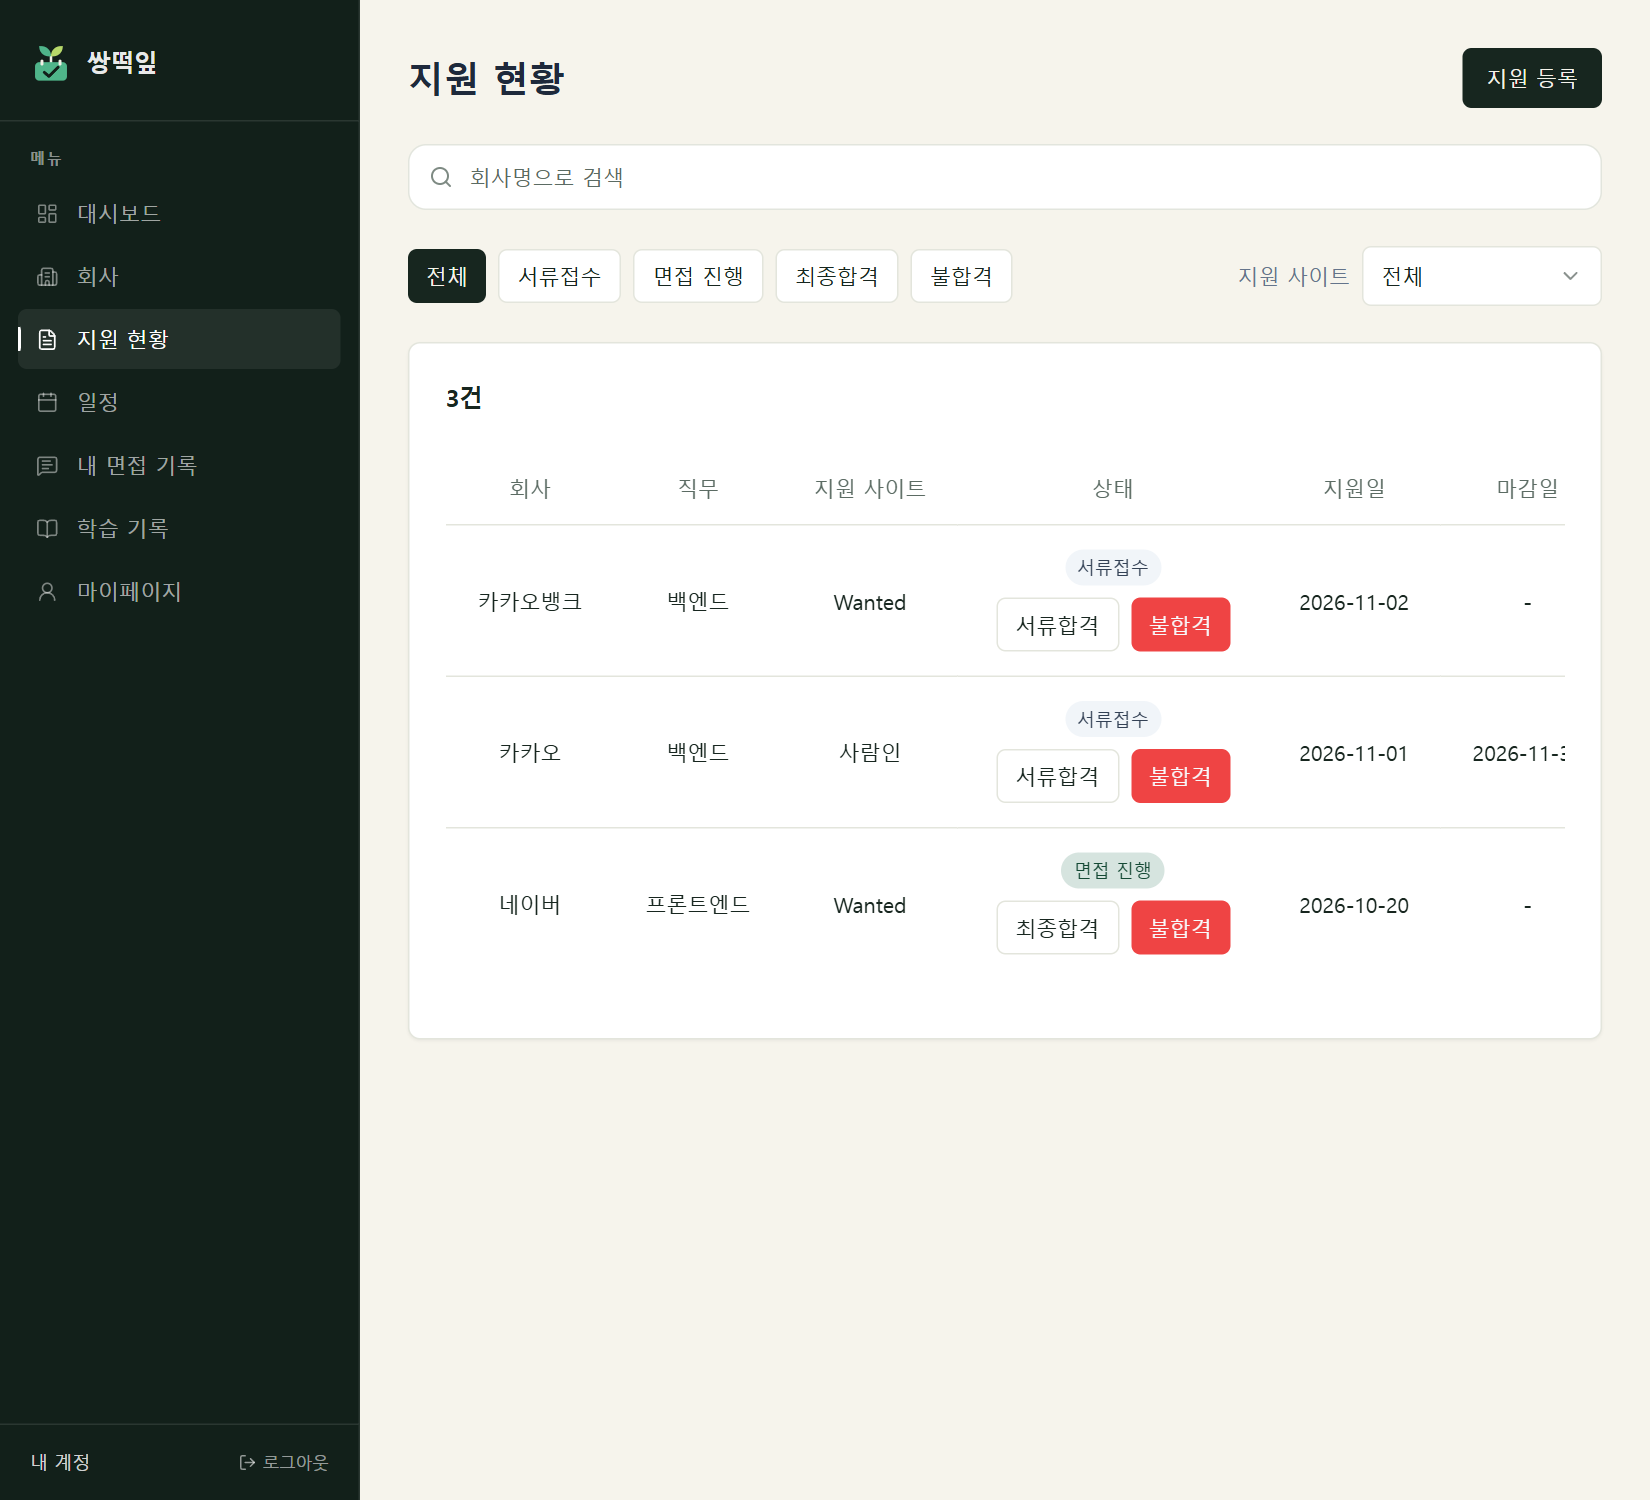 쌍떡잎
메뉴
대시보드
회사
지원 현황
일정
내 면접 기록
학습 기록
마이페이지
내 계정
로그아웃
지원 현황
지원 등록
회사명으로 검색
전체 서류접수 면접 진행 최종합격 불합격 지원 사이트 전체
3건
회사 직무 지원 사이트 상태 지원일 마감일
서류접수
카카오뱅크 백엔드 Wanted 서류합격 불합격 2026-11-02 -
서류접수
카카오 백엔드 사람인 서류합격 불합격 2026-11-01 2026-11-
면접 진행
네이버 프론트엔드 Wanted 최종합격 불합격 2026-10-20 -